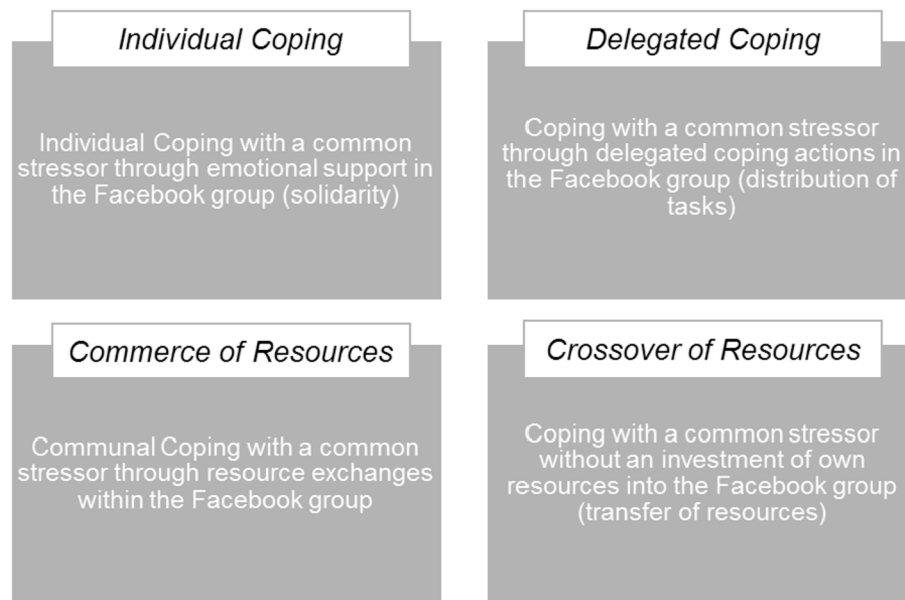 Individual Coping
Individual Coping with a common
stressor through emotional support in
the Facebook group (solidarity)
Delegated Coping
Coping with a common stressor
through delegated coping actions in
the Facebook group (distribution of
tasks)
Commerce of Resources
Communal Coping with a common
stressor through resource exchanges
within the Facebook group
Crossover of Resources
Coping with a common stressor
without an investment of own
resources into the Facebook group
(transfer of resources)